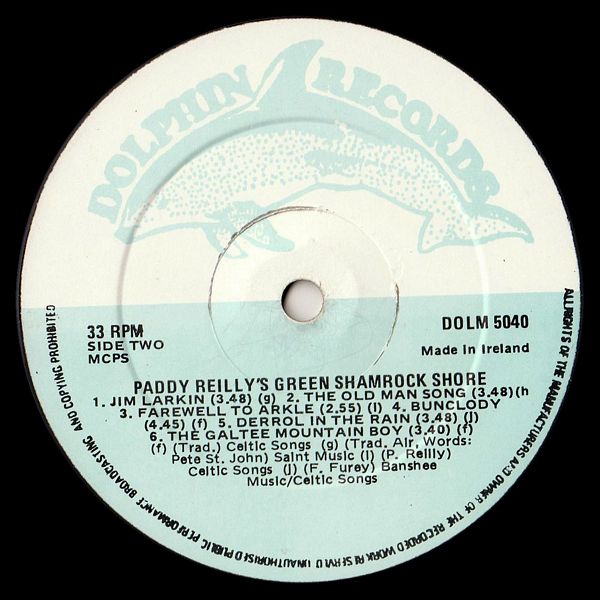 DOLPHIN RECORDS
33 RPM
SIDE TWO
MCPS
DOLM 5040
Made in Ireland
PADDY REILLY'S GREEN SHAMROCK SHORE
1. JIM LARKIN (3.48) (g) 2. THE OLD MAN SONG (3.48)(h
3. FAREWELL TO ARKLE (2.55) (I) 4. BUNCLODY
(4.45) (f) 5. DERROL IN THE RAIN (3.48) (j)
6. THE GALTEE MOUNTAIN BOY (3.40) (f)
(f) (Trad.) Celtic Songs (g) (Trad. Air, Words:
Pete St. John) Saint Music (I) (P. Reilly)
Celtic Songs (j) (F. Furey) Banshee
Music/Celtic Songs
ALL RIGHTS OF THE MANUFACTURERS AND OWNER OF THE RECORDED WORK RESERVED UNAUTHORISED PUBLIC PERFORMANCE BROADCASTING AND COPYING PROHIBITED